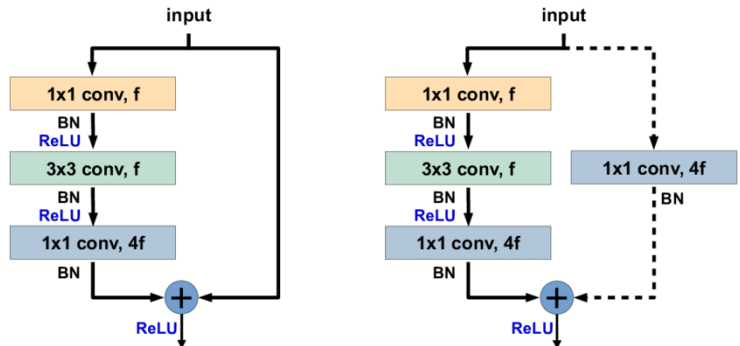 input
1x1 conv, f
BN
ReLU
3x3 conv, f
BN
ReLU
1x1 conv, 4f
BN
+
ReLU
input
1x1 conv, f
BN
ReLU
3x3 conv, f
BN
ReLU
1x1 conv, 4f
BN
1x1 conv, 4f
BN
+
ReLU